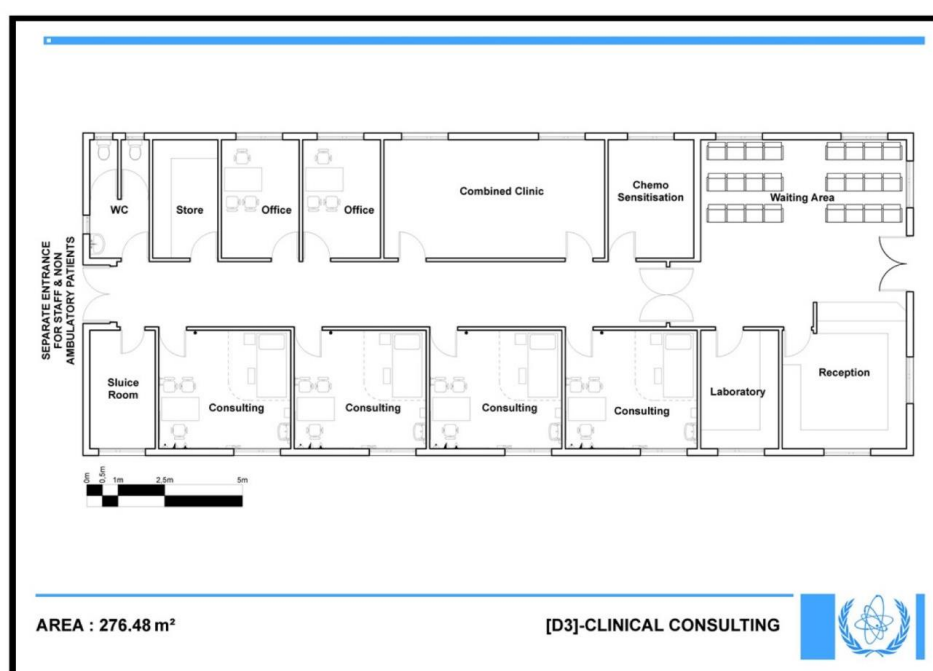 WC
Store
Office
Office
Combined Clinic
Chemo
Sensitisation
Waiting Area
SEPARATE ENTRANCE
FOR STAFF & NON
AMBULATORY PATIENTS
Sluice
Room
Consulting
Consulting
Consulting
Consulting
Laboratory
Reception
0m
0,5m
1m
2,5m
5m
AREA : 276.48 m²
[D3]-CLINICAL CONSULTING